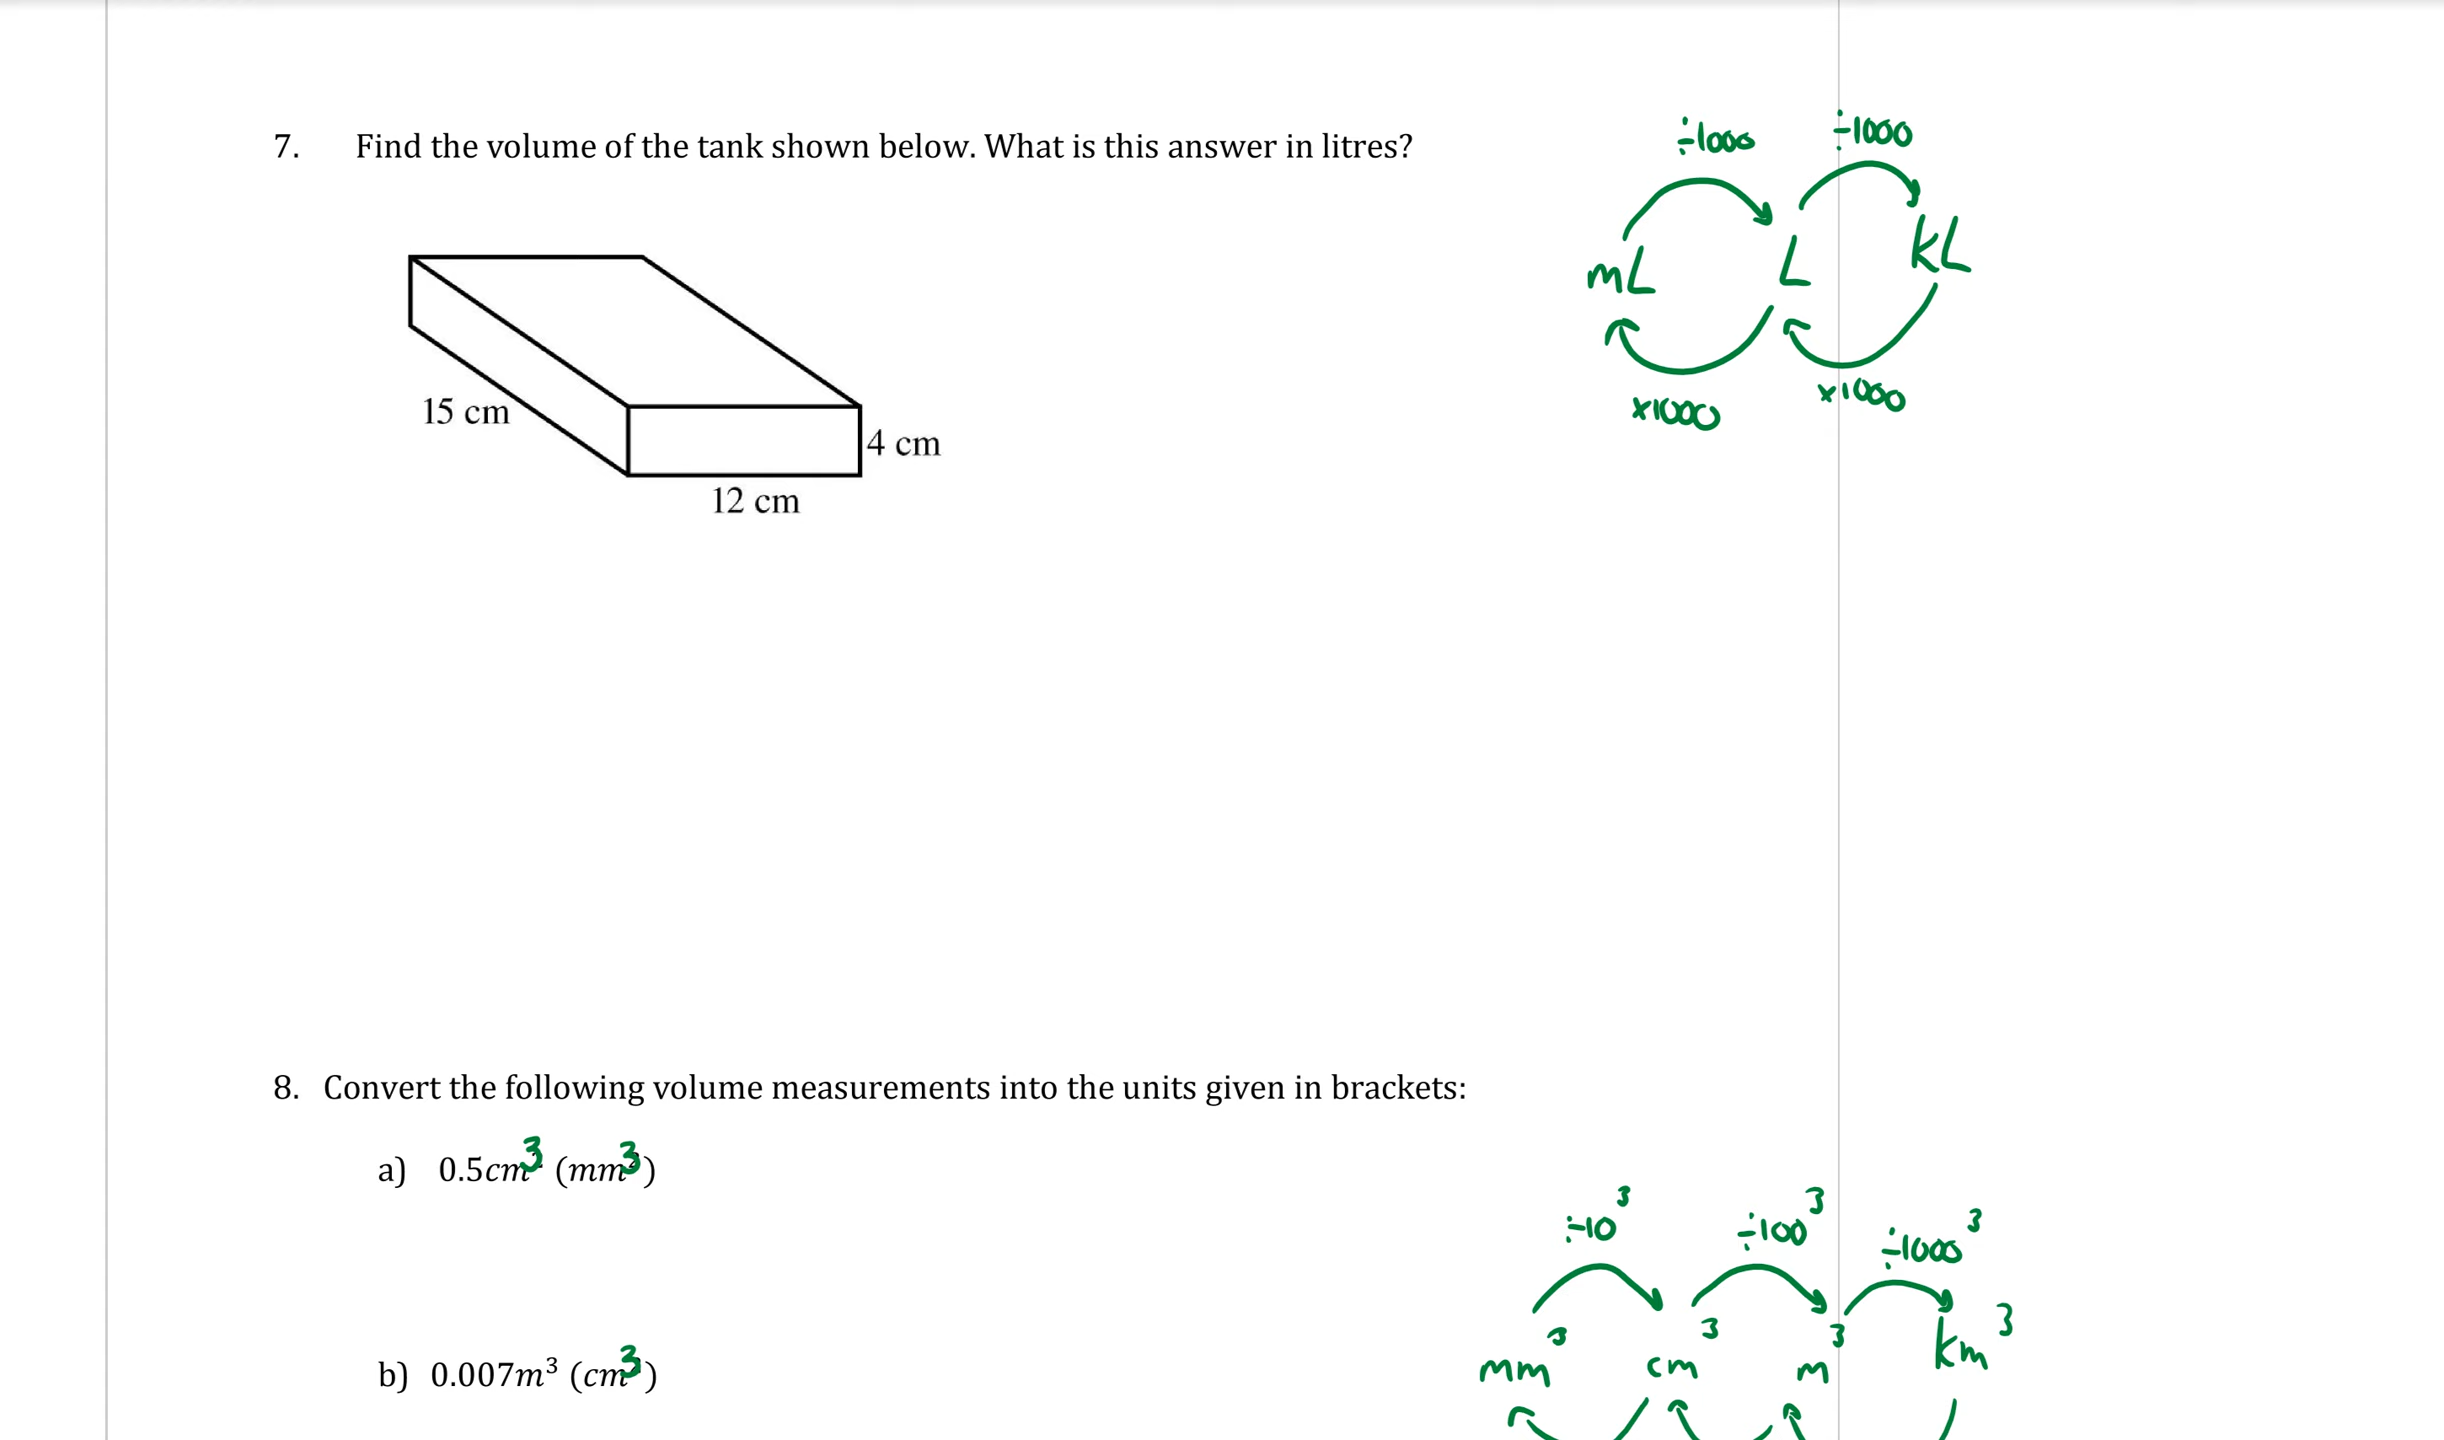 7. Find the volume of the tank shown below. What is this answer in litres?
÷1000 ÷1000
mL L kL
×1000 ×1000
15 cm
4 cm
12 cm
8. Convert the following volume measurements into the units given in brackets:
a) 0.5cm³ (mm³)
÷10³ ÷100³ ÷1000³
mm³ cm³ m³ km³
b) 0.007m³ (cm³)